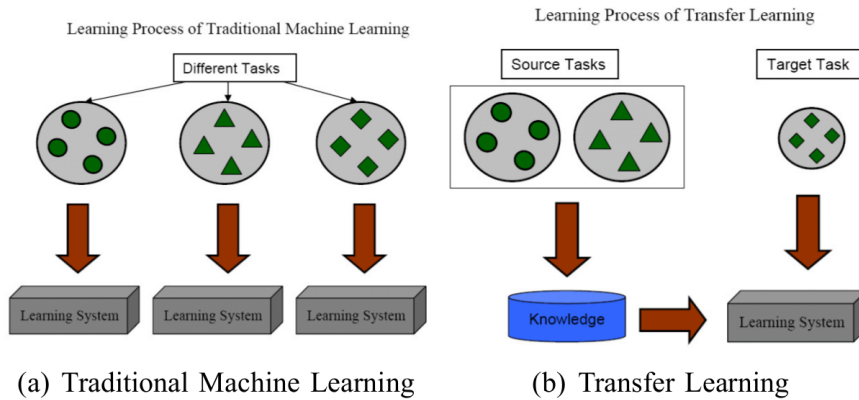 Learning Process of Traditional Machine Learning
Different Tasks
Learning System
Learning System
Learning System
(a) Traditional Machine Learning
Learning Process of Transfer Learning
Source Tasks
Target Task
Knowledge
Learning System
(b) Transfer Learning